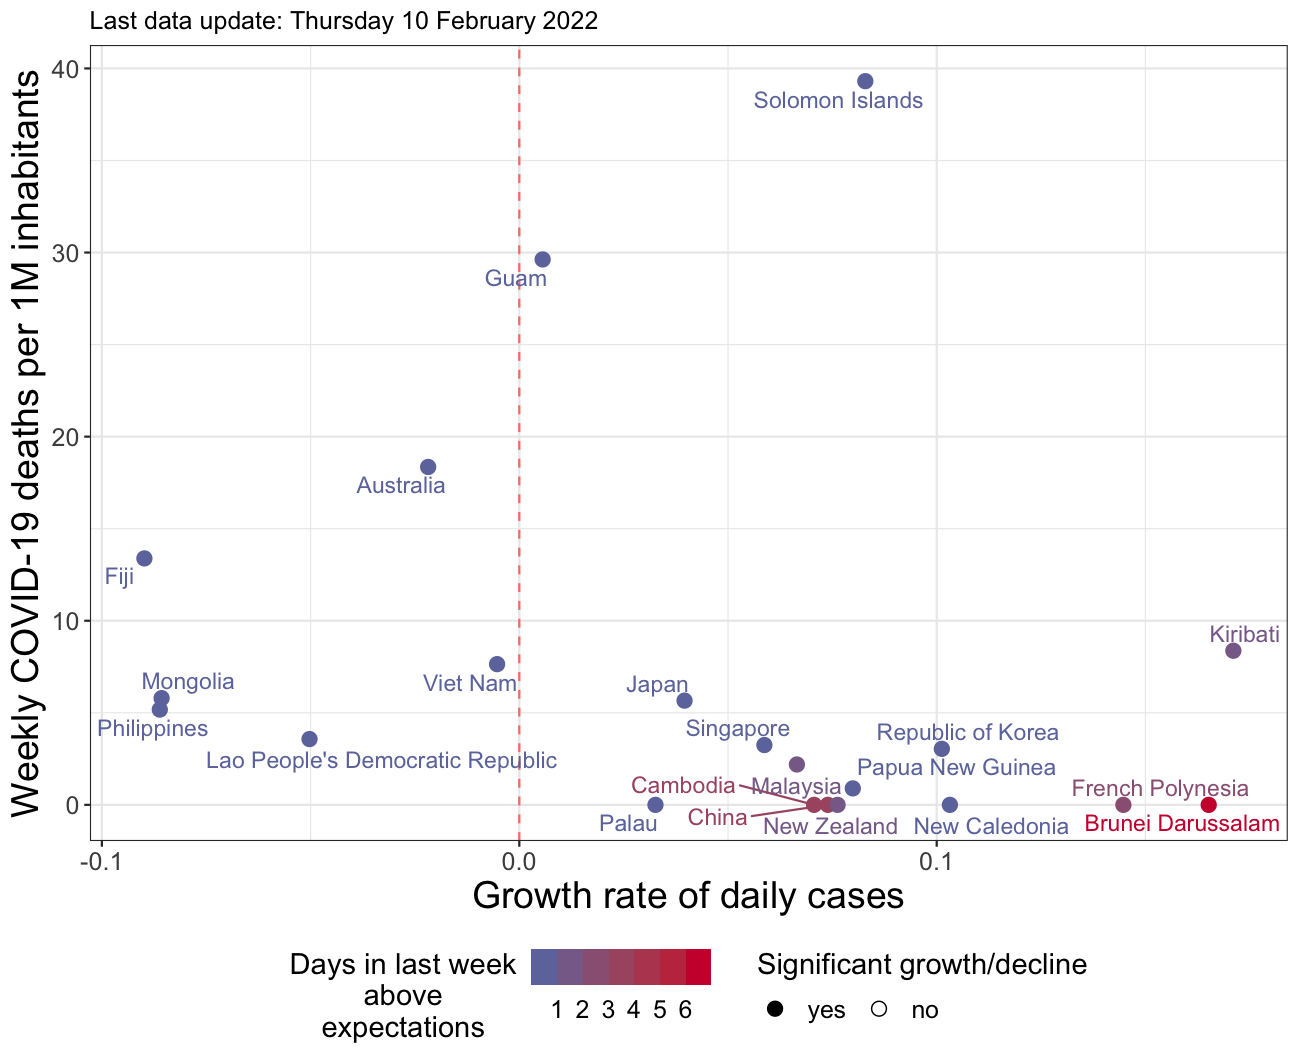 Last data update: Thursday 10 February 2022
Weekly COVID-19 deaths per 1M inhabitants
40
30
20
10
0
Solomon Islands
Guam
Australia
Fiji
Kiribati
Mongolia
Viet Nam
Japan
Philippines
Singapore
Republic of Korea
Lao People's Democratic Republic
Papua New Guinea
Cambodia
Malaysia
French Polynesia
China
Palau
New Zealand
New Caledonia
Brunei Darussalam
-0.1
0.0
0.1
Growth rate of daily cases
Days in last week
above
expectations
1 2 3 4 5 6
Significant growth/decline
yes no